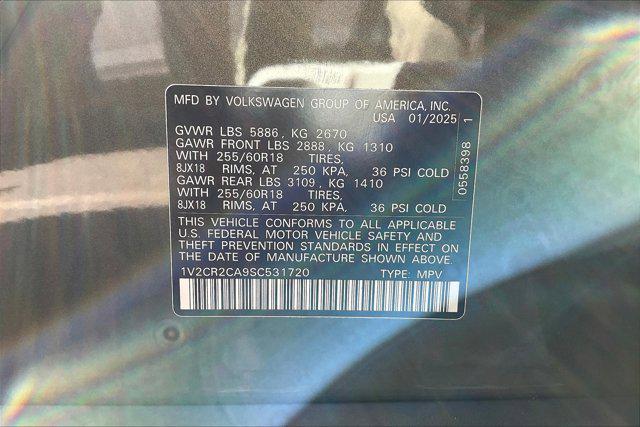 MFD BY VOLKSWAGEN GROUP OF AMERICA, INC.
USA 01/2025
GVWR LBS 5886 , KG 2670
GAWR FRONT LBS 2888 , KG 1310
WITH 255/60R18 TIRES,
8JX18 RIMS, AT 250 KPA, 36 PSI COLD
GAWR REAR LBS 3109 , KG 1410
WITH 255/60R18 TIRES,
8JX18 RIMS, AT 250 KPA, 36 PSI COLD
THIS VEHICLE CONFORMS TO ALL APPLICABLE
U.S. FEDERAL MOTOR VEHICLE SAFETY AND
THEFT PREVENTION STANDARDS IN EFFECT ON
THE DATE OF MANUFACTURE SHOWN ABOVE.
1V2CR2CA9SC531720 TYPE: MPV
0558398 1